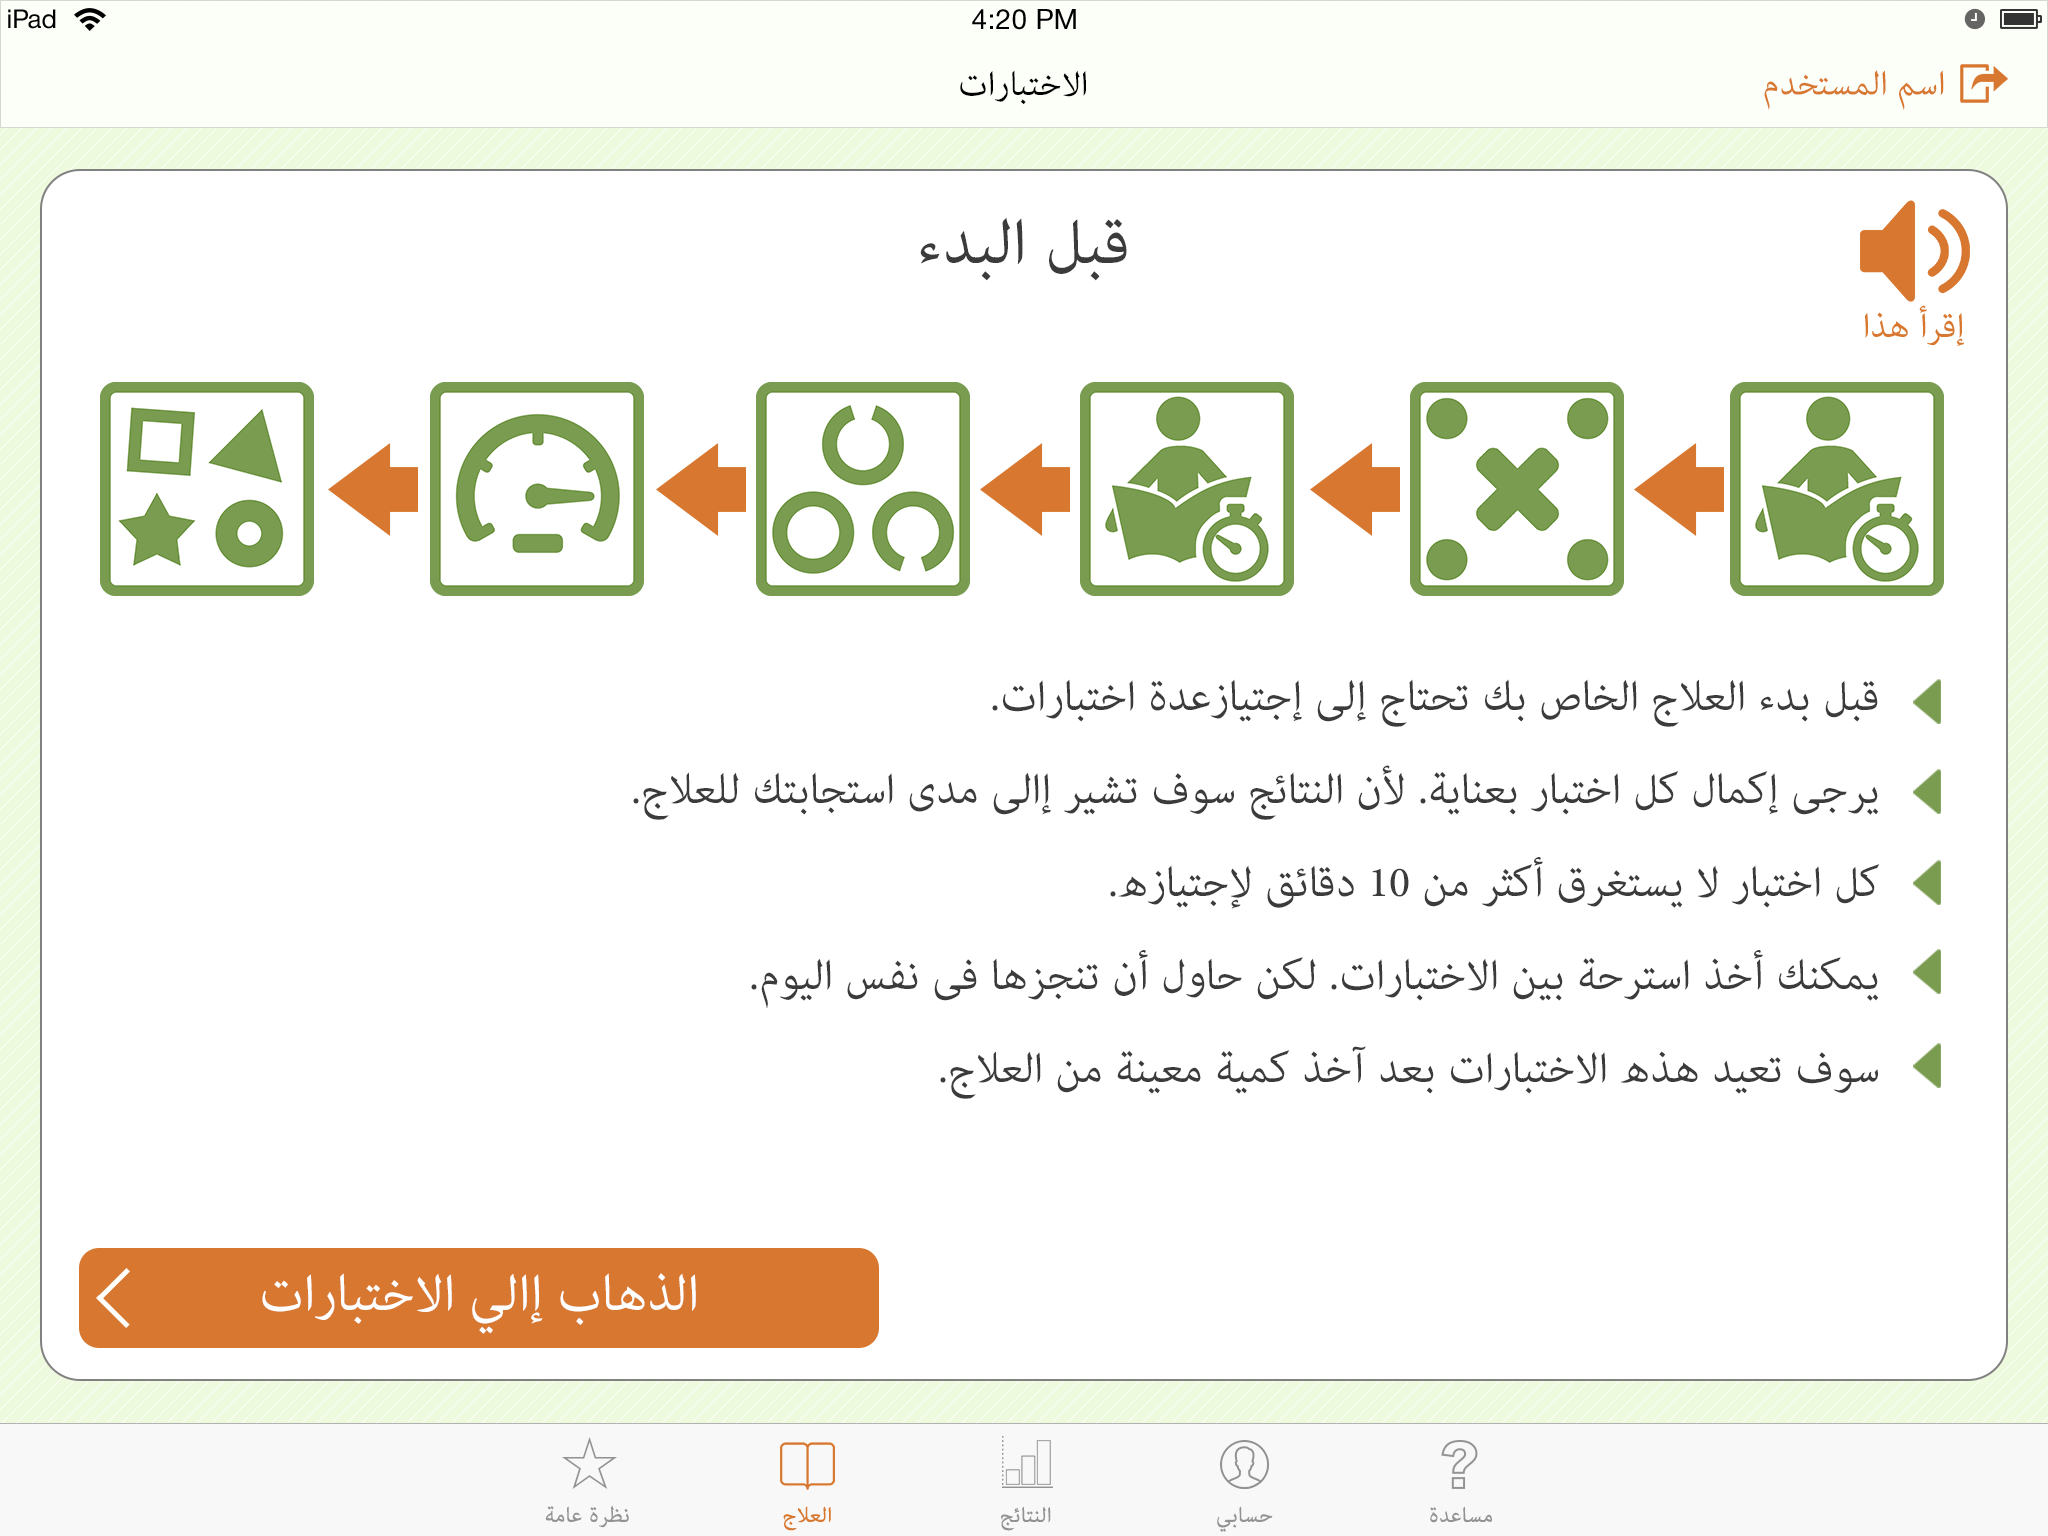 iPad
4:20 PM
اسم المستخدم
الاختبارات
إقرأ هذا
قبل البدء
قبل بدء العلاج الخاص بك تحتاج إلى إجتيازعدة اختبارات.
يرجى إكمال كل اختبار بعناية. لأن النتائج سوف تشير إالى مدى استجابتك للعلاج.
كل اختبار لا يستغرق أكثر من 10 دقائق لإجتيازه.
يمكنك أخذ استرحة بين الاختبارات. لكن حاول أن تنجزها فى نفس اليوم.
سوف تعيد هذه الاختبارات بعد آخذ كمية معينة من العلاج.
الذهاب إالي الاختبارات
مساعدة
حسابي
النتائج
العلاج
نظرة عامة